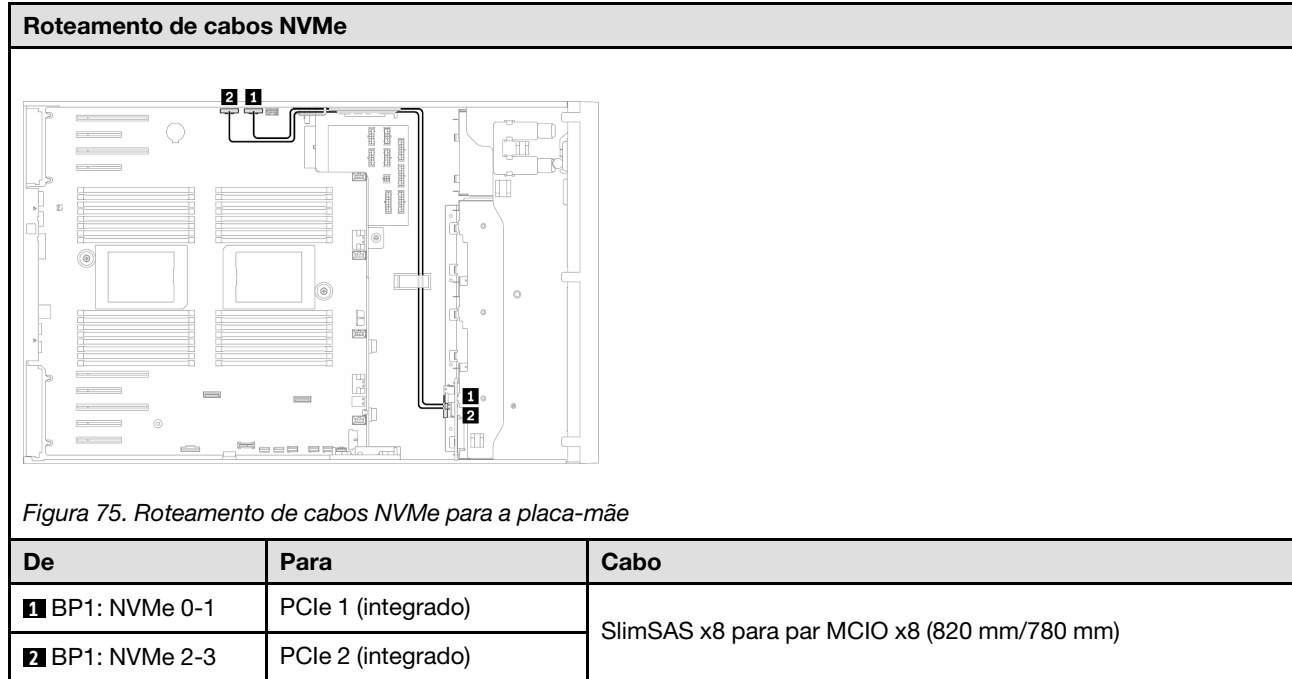 Roteamento de cabos NVMe
2 1
1
2
Figura 75. Roteamento de cabos NVMe para a placa-mãe
De Para Cabo
1 BP1: NVMe 0-1 PCIe 1 (integrado)
SlimSAS x8 para par MCIO x8 (820 mm/780 mm)
2 BP1: NVMe 2-3 PCIe 2 (integrado)